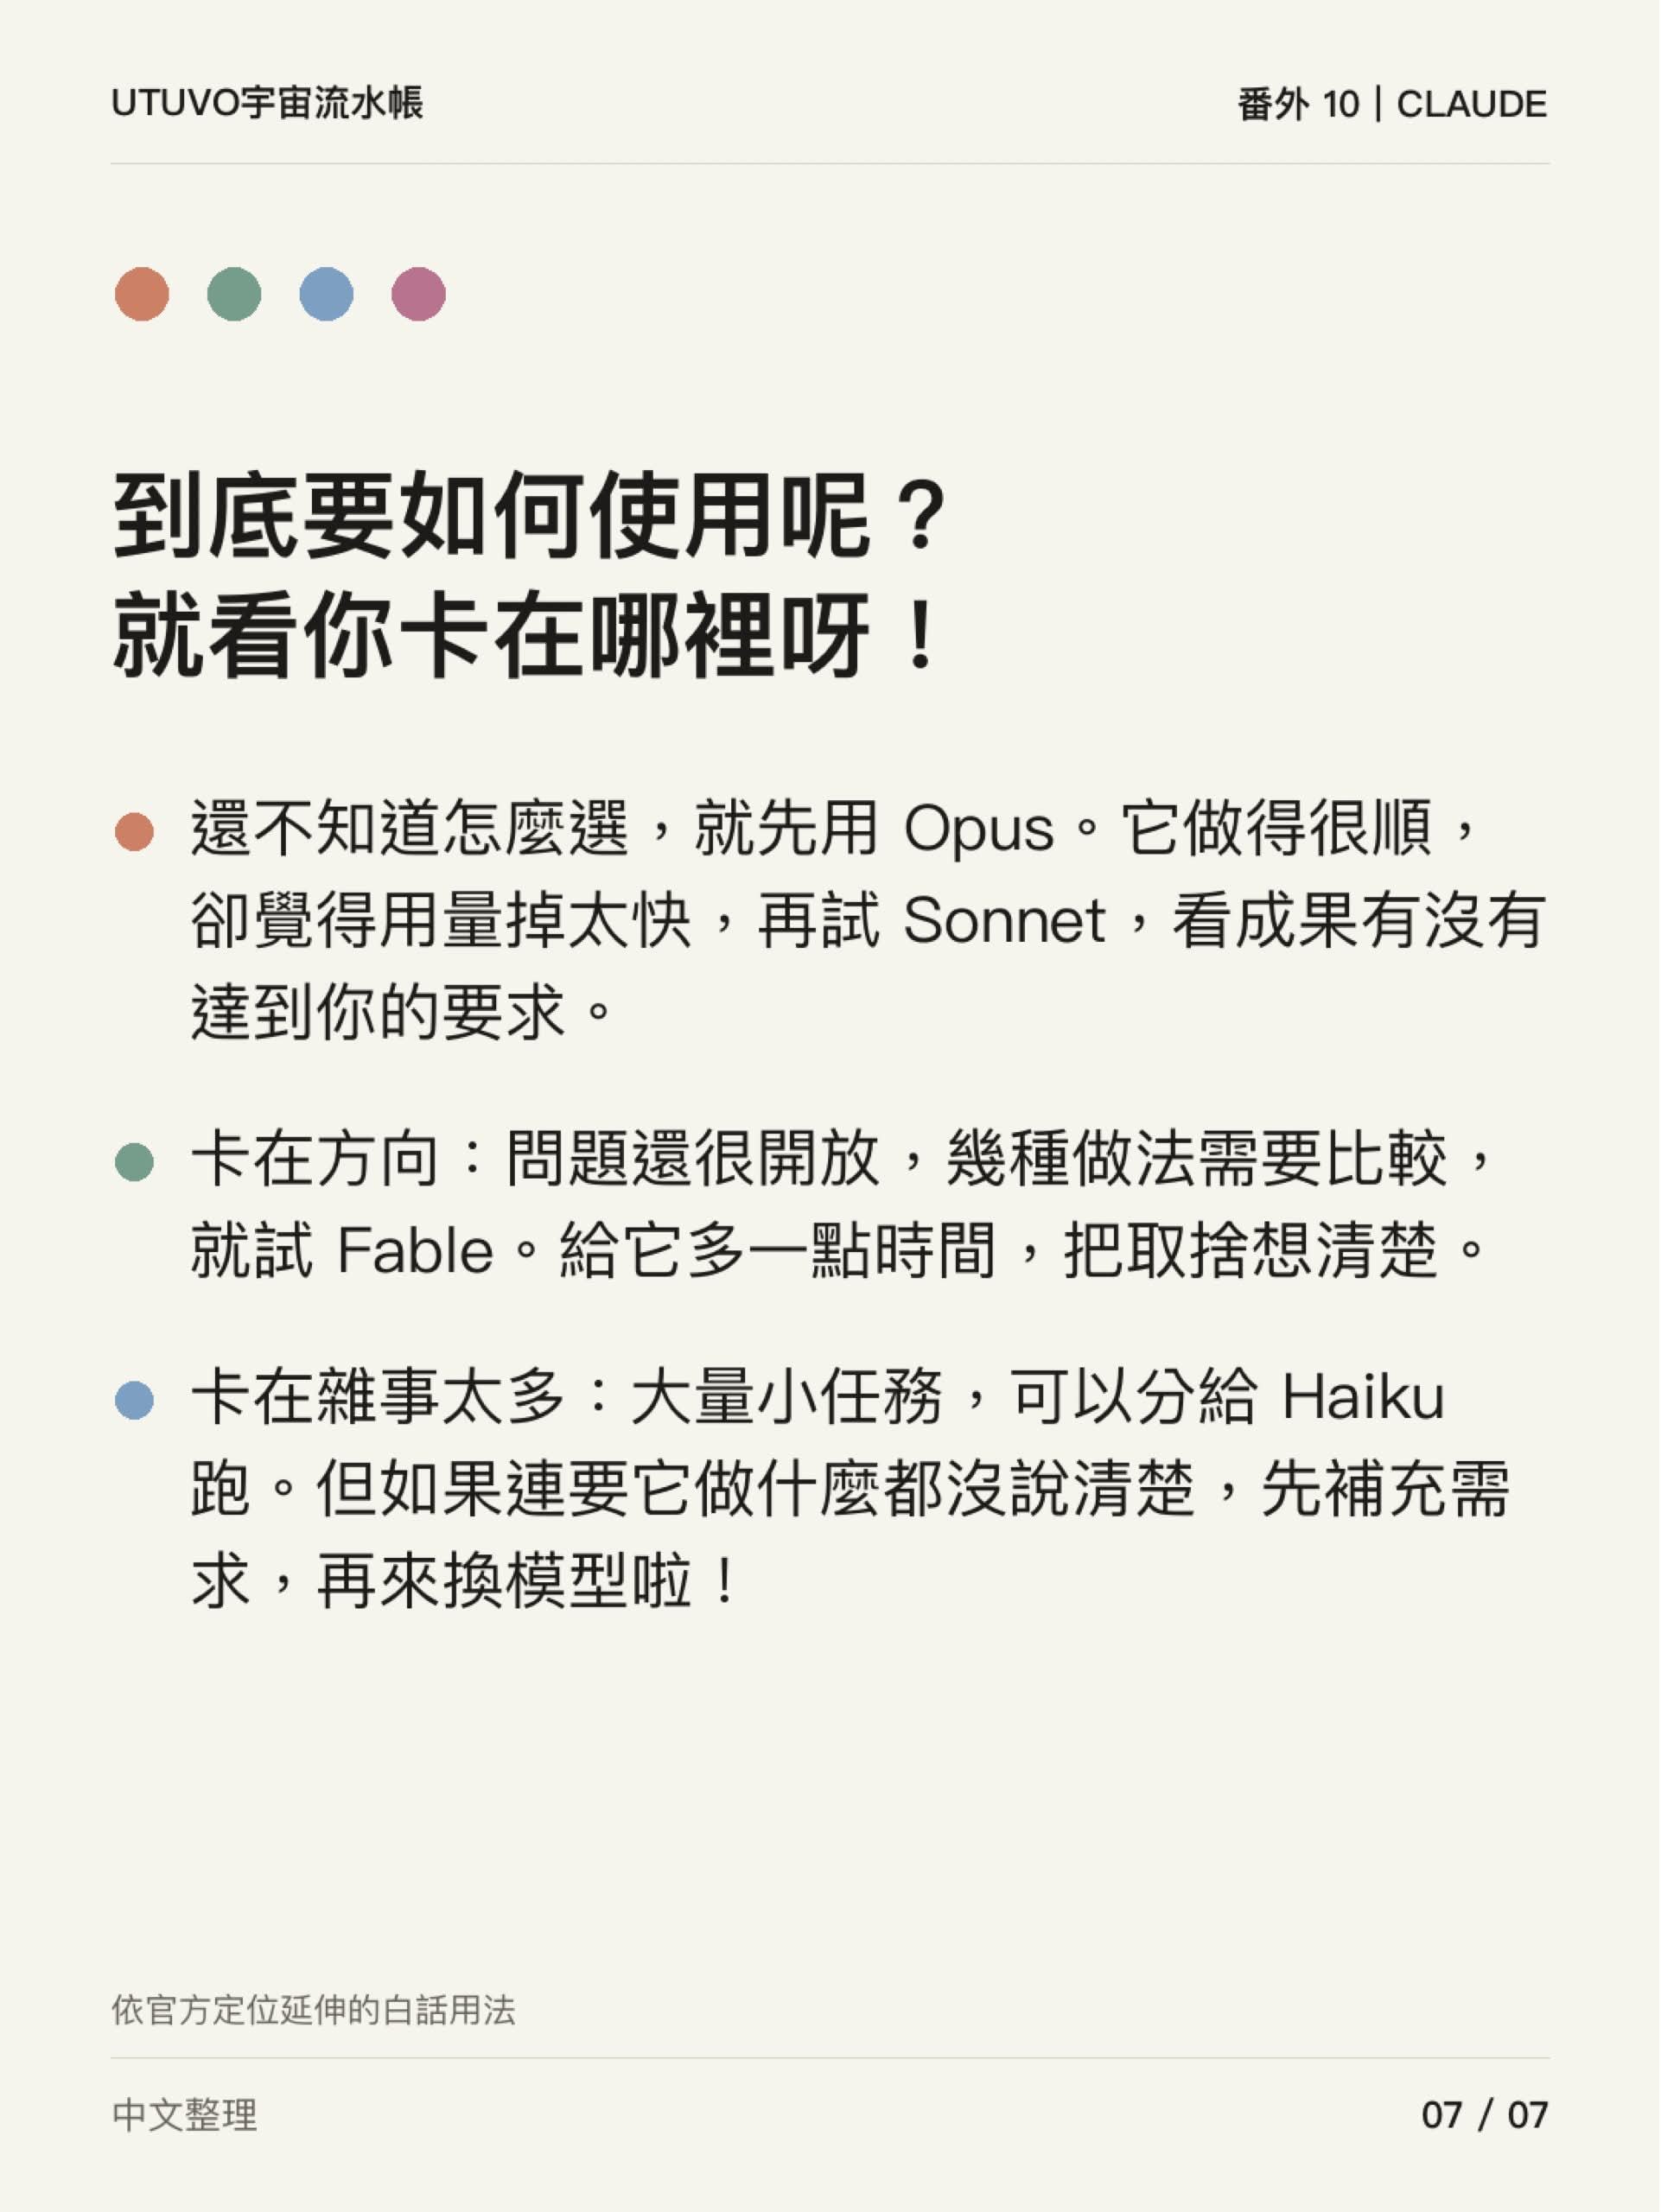 UTUVO宇宙流水帳
番外 10 | CLAUDE
到底要如何使用呢？
就看你卡在哪裡呀！
還不知道怎麼選，就先用 Opus。它做得很順，
卻覺得用量掉太快，再試 Sonnet，看成果有沒有
達到你的要求。
卡在方向：問題還很開放，幾種做法需要比較，
就試 Fable。給它多一點時間，把取捨想清楚。
卡在雜事太多：大量小任務，可以分給 Haiku
跑。但如果連要它做什麼都沒說清楚，先補充需
求，再來換模型啦！
依官方定位延伸的白話用法
中文整理
07 / 07